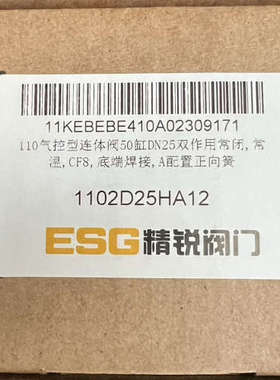 11KEBEBE410A02309171
110气控型连体阀50缸DN25双作用常闭,常
温,CF8,底端焊接,A配置正向簧
1102D25HA12
ESG精锐阀门